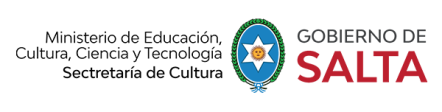 Ministerio de Educación,
Cultura, Ciencia y Tecnología
Secretaría de Cultura
GOBIERNO DE
SALTA